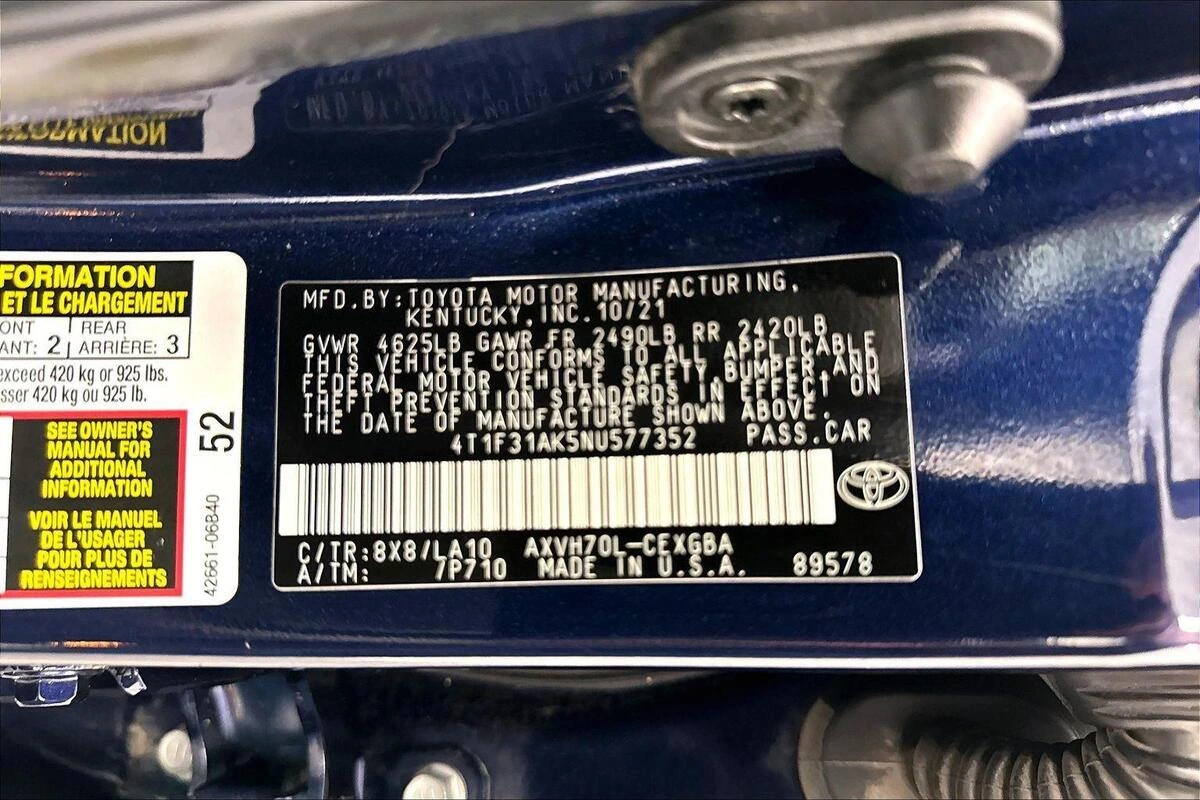 FORMATION
ET LE CHARGEMENT
ONT REAR
ANT: 2 ARRIÈRE: 3
exceed 420 kg or 925 lbs.
sser 420 kg ou 925 lb.
SEE OWNER'S
MANUAL FOR
ADDITIONAL
INFORMATION
VOIR LE MANUEL
DE L'USAGER
POUR PLUS DE
RENSEIGNEMENTS
52
42661-06B40
MFD.BY:TOYOTA MOTOR MANUFACTURING,
KENTUCKY,INC.10/21
GVWR 4625LB GAWR FR 2490LB RR 2420LB
THIS VEHICLE CONFORMS TO ALL APPLICABLE
FEDERAL MOTOR VEHICLE SAFETY,BUMPER,AND
THEFT PREVENTION STANDARDS IN EFFECT ON
THE DATE OF MANUFACTURE SHOWN ABOVE.
4T1F31AK5NU577352 PASS.CAR
C/TR:8X8/LA10 AXVH70L-CEXGBA
A/TM: 7P710 MADE IN U.S.A. 89578